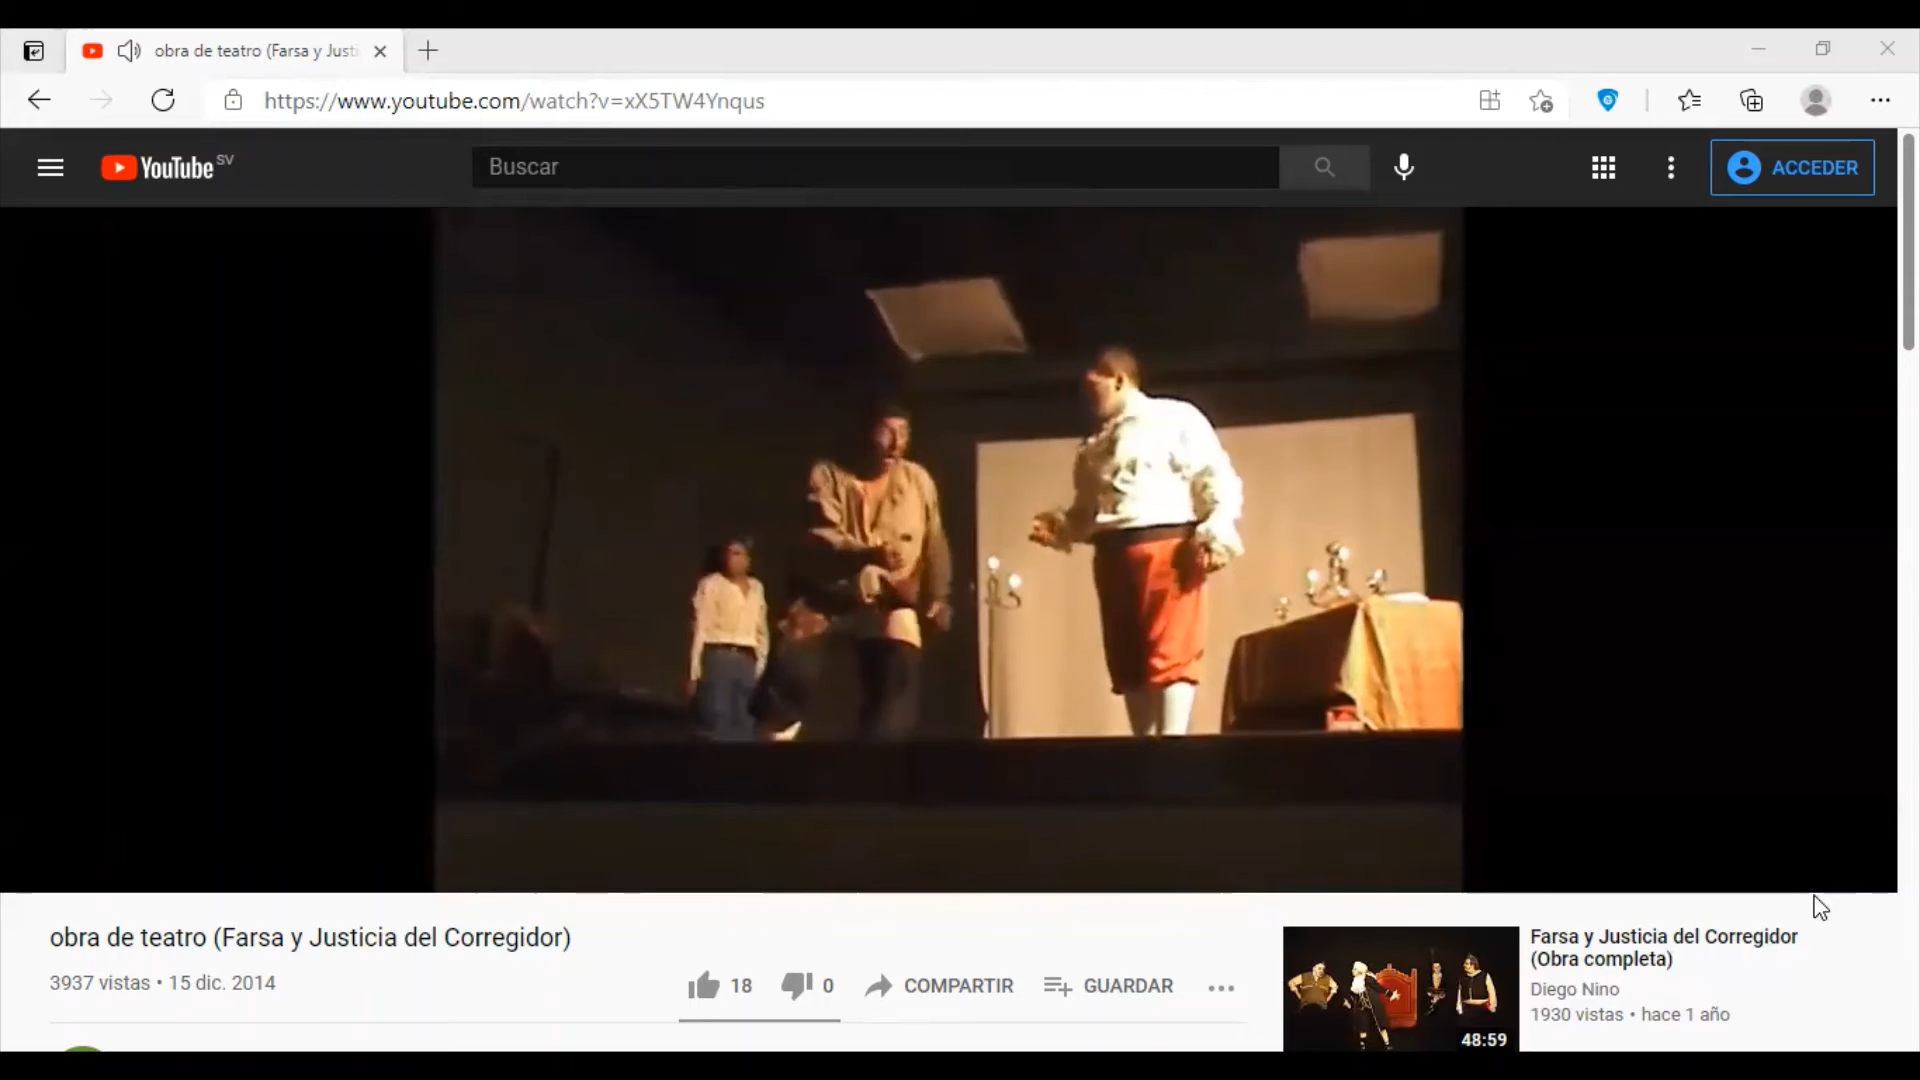 obra de teatro (Farsa y Justi
https://www.youtube.com/watch?v=xX5TW4Ynqus
YouTube SV
Buscar
ACCEDER
obra de teatro (Farsa y Justicia del Corregidor)
3937 vistas • 15 dic. 2014
18
0
COMPARTIR
GUARDAR
Farsa y Justicia del Corregidor
(Obra completa)
Diego Nino
1930 vistas • hace 1 año
48:59